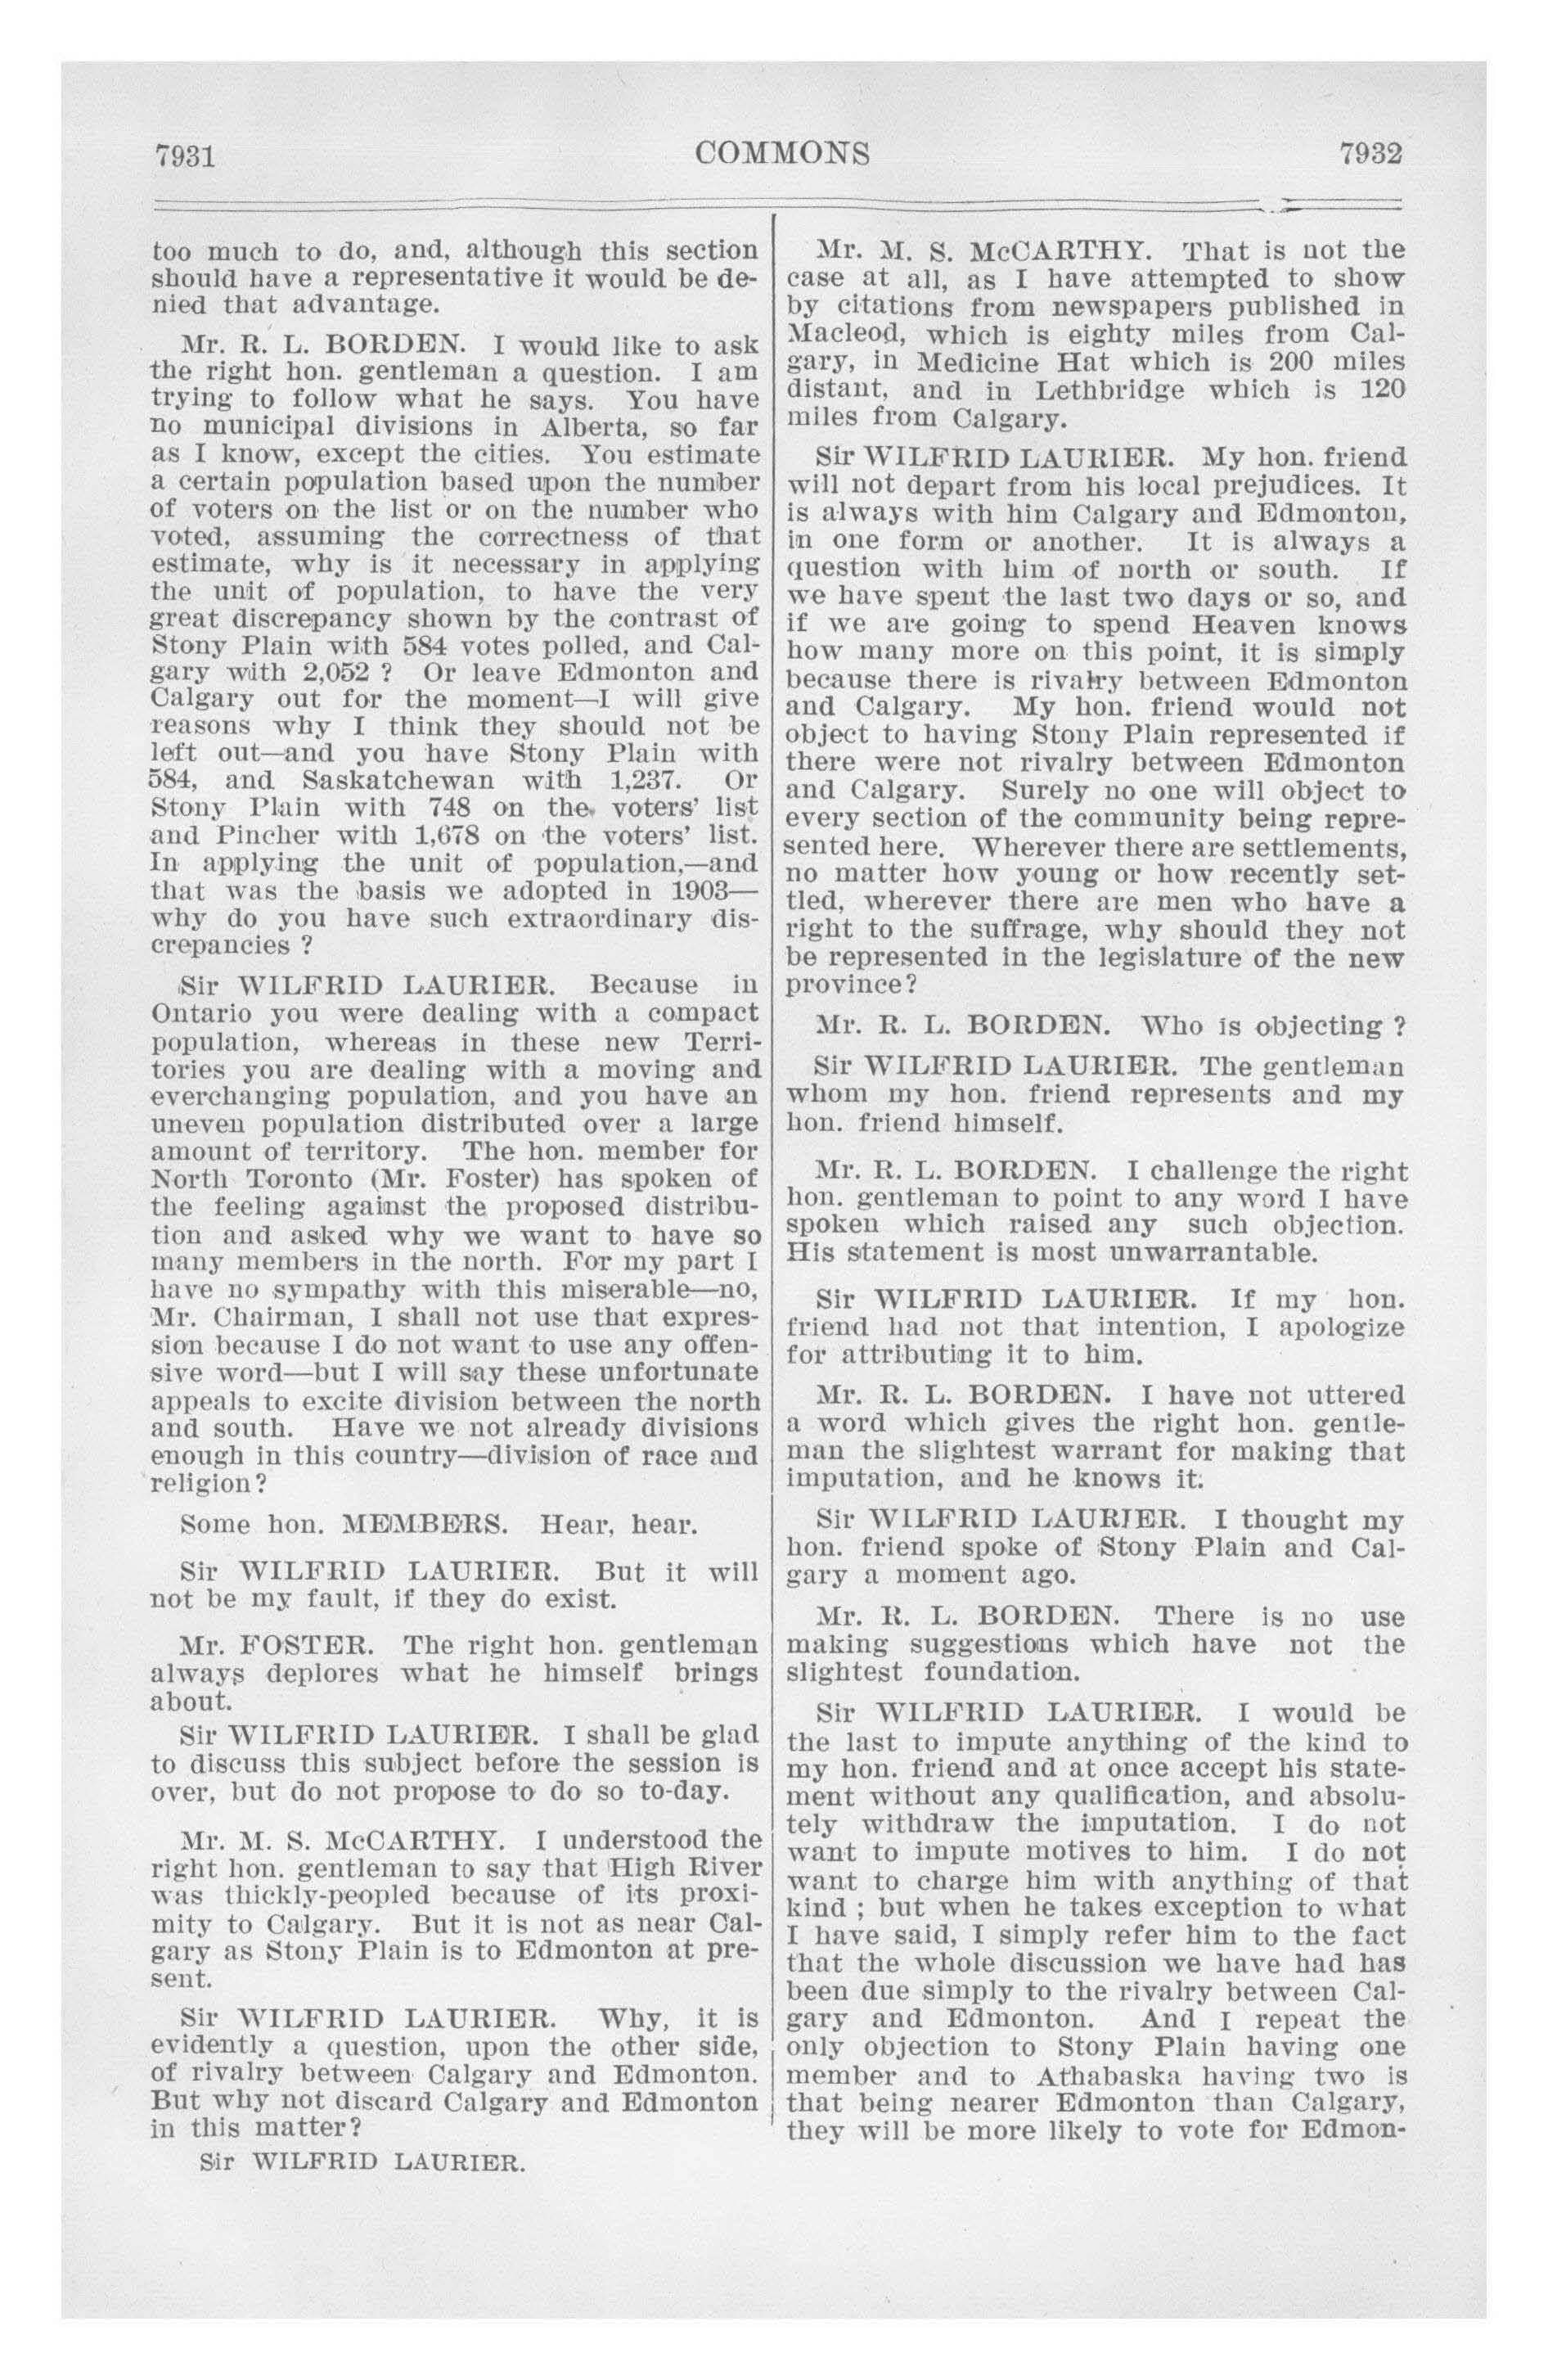 7931
COMMONS
7932
too much to do, and, although this section
should have a representative it would be de-
nied that advantage.
Mr. R. L. BORDEN. I would like to ask
the right hon. gentleman a question. I am
trying to follow what he says. You have
no municipal divisions in Alberta, so far
as I know, except the cities. You estimate
a certain population based upon the number
of voters on the list or on the number who
voted, assuming the correctness of that
estimate, why is it necessary in applying
the unit of population, to have the very
great discrepancy shown by the contrast of
Stony Plain with 584 votes polled, and Cal-
gary with 2,052 ? Or leave Edmonton and
Calgary out for the moment—I will give
reasons why I think they should not be
left out—and you have Stony Plain with
584, and Saskatchewan with 1,237. Or
Stony Plain with 748 on the voters' list
and Pincher with 1,678 on the voters' list.
In applying the unit of population,—and
that was the basis we adopted in 1903—
why do you have such extraordinary dis-
crepancies ?
Sir WILFRID LAURIER. Because in
Ontario you were dealing with a compact
population, whereas in these new Terri-
tories you are dealing with a moving and
everchanging population, and you have an
uneven population distributed over a large
amount of territory. The hon. member for
North Toronto (Mr. Foster) has spoken of
the feeling against the proposed distribu-
tion and asked why we want to have so
many members in the north. For my part I
have no sympathy with this miserable—no,
Mr. Chairman, I shall not use that expres-
sion because I do not want to use any offen-
sive word—but I will say these unfortunate
appeals to excite division between the north
and south. Have we not already divisions
enough in this country—division of race and
religion?
Some hon. MEMBERS. Hear, hear.
Sir WILFRID LAURIER. But it will
not be my fault, if they do exist.
Mr. FOSTER. The right hon. gentleman
always deplores what he himself brings
about.
Sir WILFRID LAURIER. I shall be glad
to discuss this subject before the session is
over, but do not propose to do so to-day.
Mr. M. S. McCARTHY. I understood the
right hon. gentleman to say that High River
was thickly-peopled because of its proxi-
mity to Calgary. But it is not as near Cal-
gary as Stony Plain is to Edmonton at pre-
sent.
Sir WILFRID LAURIER. Why, it is
evidently a question, upon the other side,
of rivalry between Calgary and Edmonton.
But why not discard Calgary and Edmonton
in this matter?
Sir WILFRID LAURIER.
Mr. M. S. McCARTHY. That is not the
case at all, as I have attempted to show
by citations from newspapers published in
Macleod, which is eighty miles from Cal-
gary, in Medicine Hat which is 200 miles
distant, and in Lethbridge which is 120
miles from Calgary.
Sir WILFRID LAURIER. My hon. friend
will not depart from his local prejudices. It
is always with him Calgary and Edmonton,
in one form or another. It is always a
question with him of north or south. If
we have spent the last two days or so, and
if we are going to spend Heaven knows
how many more on this point, it is simply
because there is rivalry between Edmonton
and Calgary. My hon. friend would not
object to having Stony Plain represented if
there were not rivalry between Edmonton
and Calgary. Surely no one will object to
every section of the community being repre-
sented here. Wherever there are settlements,
no matter how young or how recently set-
tled, wherever there are men who have a
right to the suffrage, why should they not
be represented in the legislature of the new
province?
Mr. R. L. BORDEN. Who is objecting ?
Sir WILFRID LAURIER. The gentleman
whom my hon. friend represents and my
hon. friend himself.
Mr. R. L. BORDEN. I challenge the right
hon. gentleman to point to any word I have
spoken which raised any such objection.
His statement is most unwarrantable.
Sir WILFRID LAURIER. If my hon.
friend had not that intention, I apologize
for attributing it to him.
Mr. R. L. BORDEN. I have not uttered
a word which gives the right hon. gentle-
man the slightest warrant for making that
imputation, and he knows it.
Sir WILFRID LAURIER. I thought my
hon. friend spoke of Stony Plain and Cal-
gary a moment ago.
Mr. R. L. BORDEN. There is no use
making suggestions which have not the
slightest foundation.
Sir WILFRID LAURIER. I would be
the last to impute anything of the kind to
my hon. friend and at once accept his state-
ment without any qualification, and absolu-
tely withdraw the imputation. I do not
want to impute motives to him. I do not
want to charge him with anything of that
kind ; but when he takes exception to what
I have said, I simply refer him to the fact
that the whole discussion we have had has
been due simply to the rivalry between Cal-
gary and Edmonton. And I repeat the
only objection to Stony Plain having one
member and to Athabaska having two is
that being nearer Edmonton than Calgary,
they will be more likely to vote for Edmon-